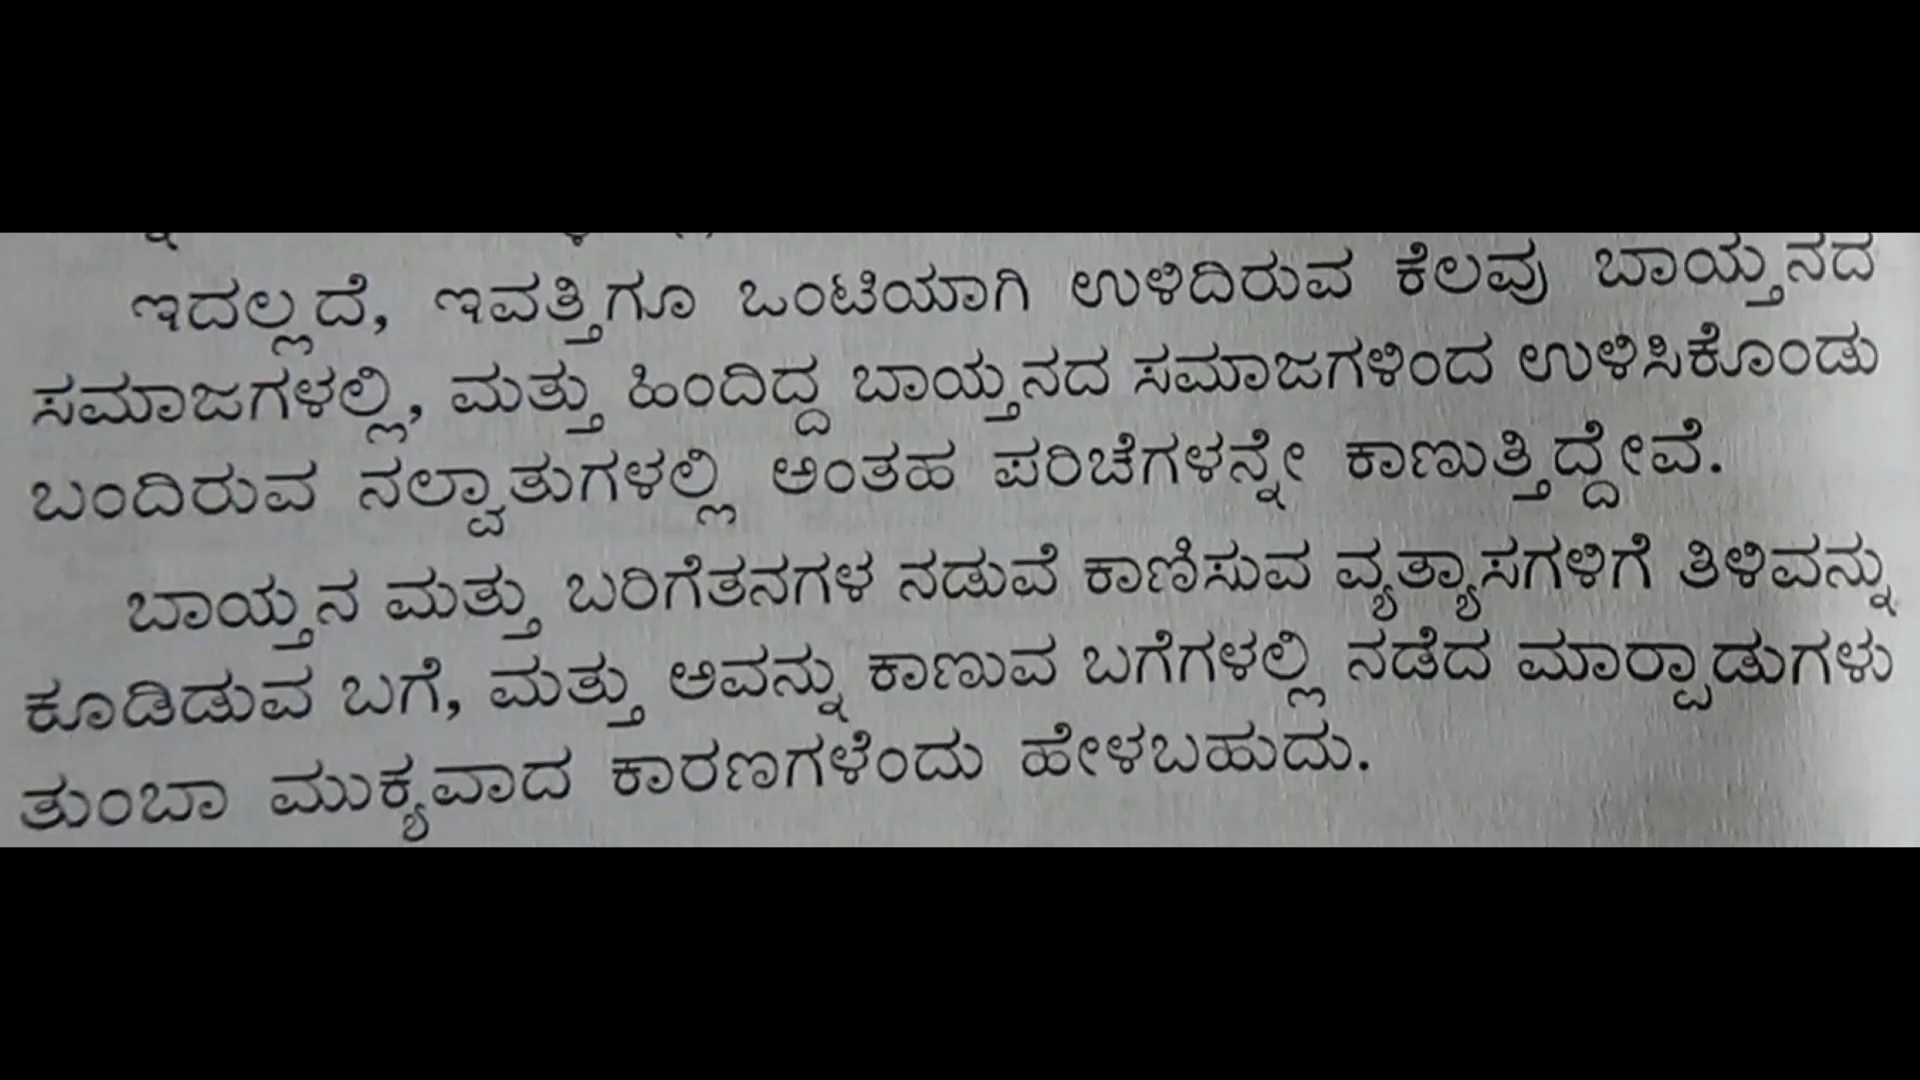 ಇದಲ್ಲದೆ, ಇವತ್ತಿಗೂ ಒಂಟಿಯಾಗಿ ಉಳಿದಿರುವ ಕೆಲವು ಬಾಯ್ತನದ
ಸಮಾಜಗಳಲ್ಲಿ, ಮತ್ತು ಹಿಂದಿದ್ದ ಬಾಯ್ತನದ ಸಮಾಜಗಳಿಂದ ಉಳಿಸಿಕೊಂಡು
ಬಂದಿರುವ ನಲ್ವಾತುಗಳಲ್ಲಿ ಅಂತಹ ಪರಿಚೆಗಳನ್ನೇ ಕಾಣುತ್ತಿದ್ದೇವೆ.
ಬಾಯ್ತನ ಮತ್ತು ಬರಿಗೆತನಗಳ ನಡುವೆ ಕಾಣಿಸುವ ವ್ಯತ್ಯಾಸಗಳಿಗೆ ತಿಳಿವನ್ನು
ಕೂಡಿಡುವ ಬಗೆ, ಮತ್ತು ಅವನ್ನು ಕಾಣುವ ಬಗೆಗಳಲ್ಲಿ ನಡೆದ ಮಾರ‍್ಪಾಡುಗಳು
ತುಂಬಾ ಮುಕ್ಯವಾದ ಕಾರಣಗಳೆಂದು ಹೇಳಬಹುದು.